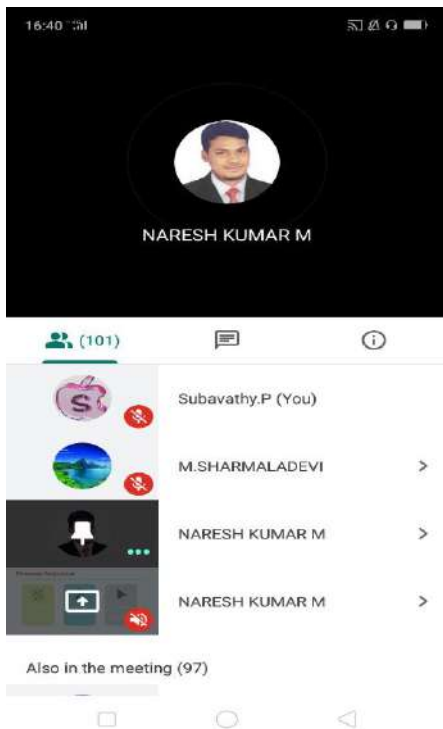 16:40
NARESH KUMAR M
(101)
S
Subavathy.P (You)
M.SHARMALADEVI
NARESH KUMAR M
NARESH KUMAR M
Also in the meeting (97)